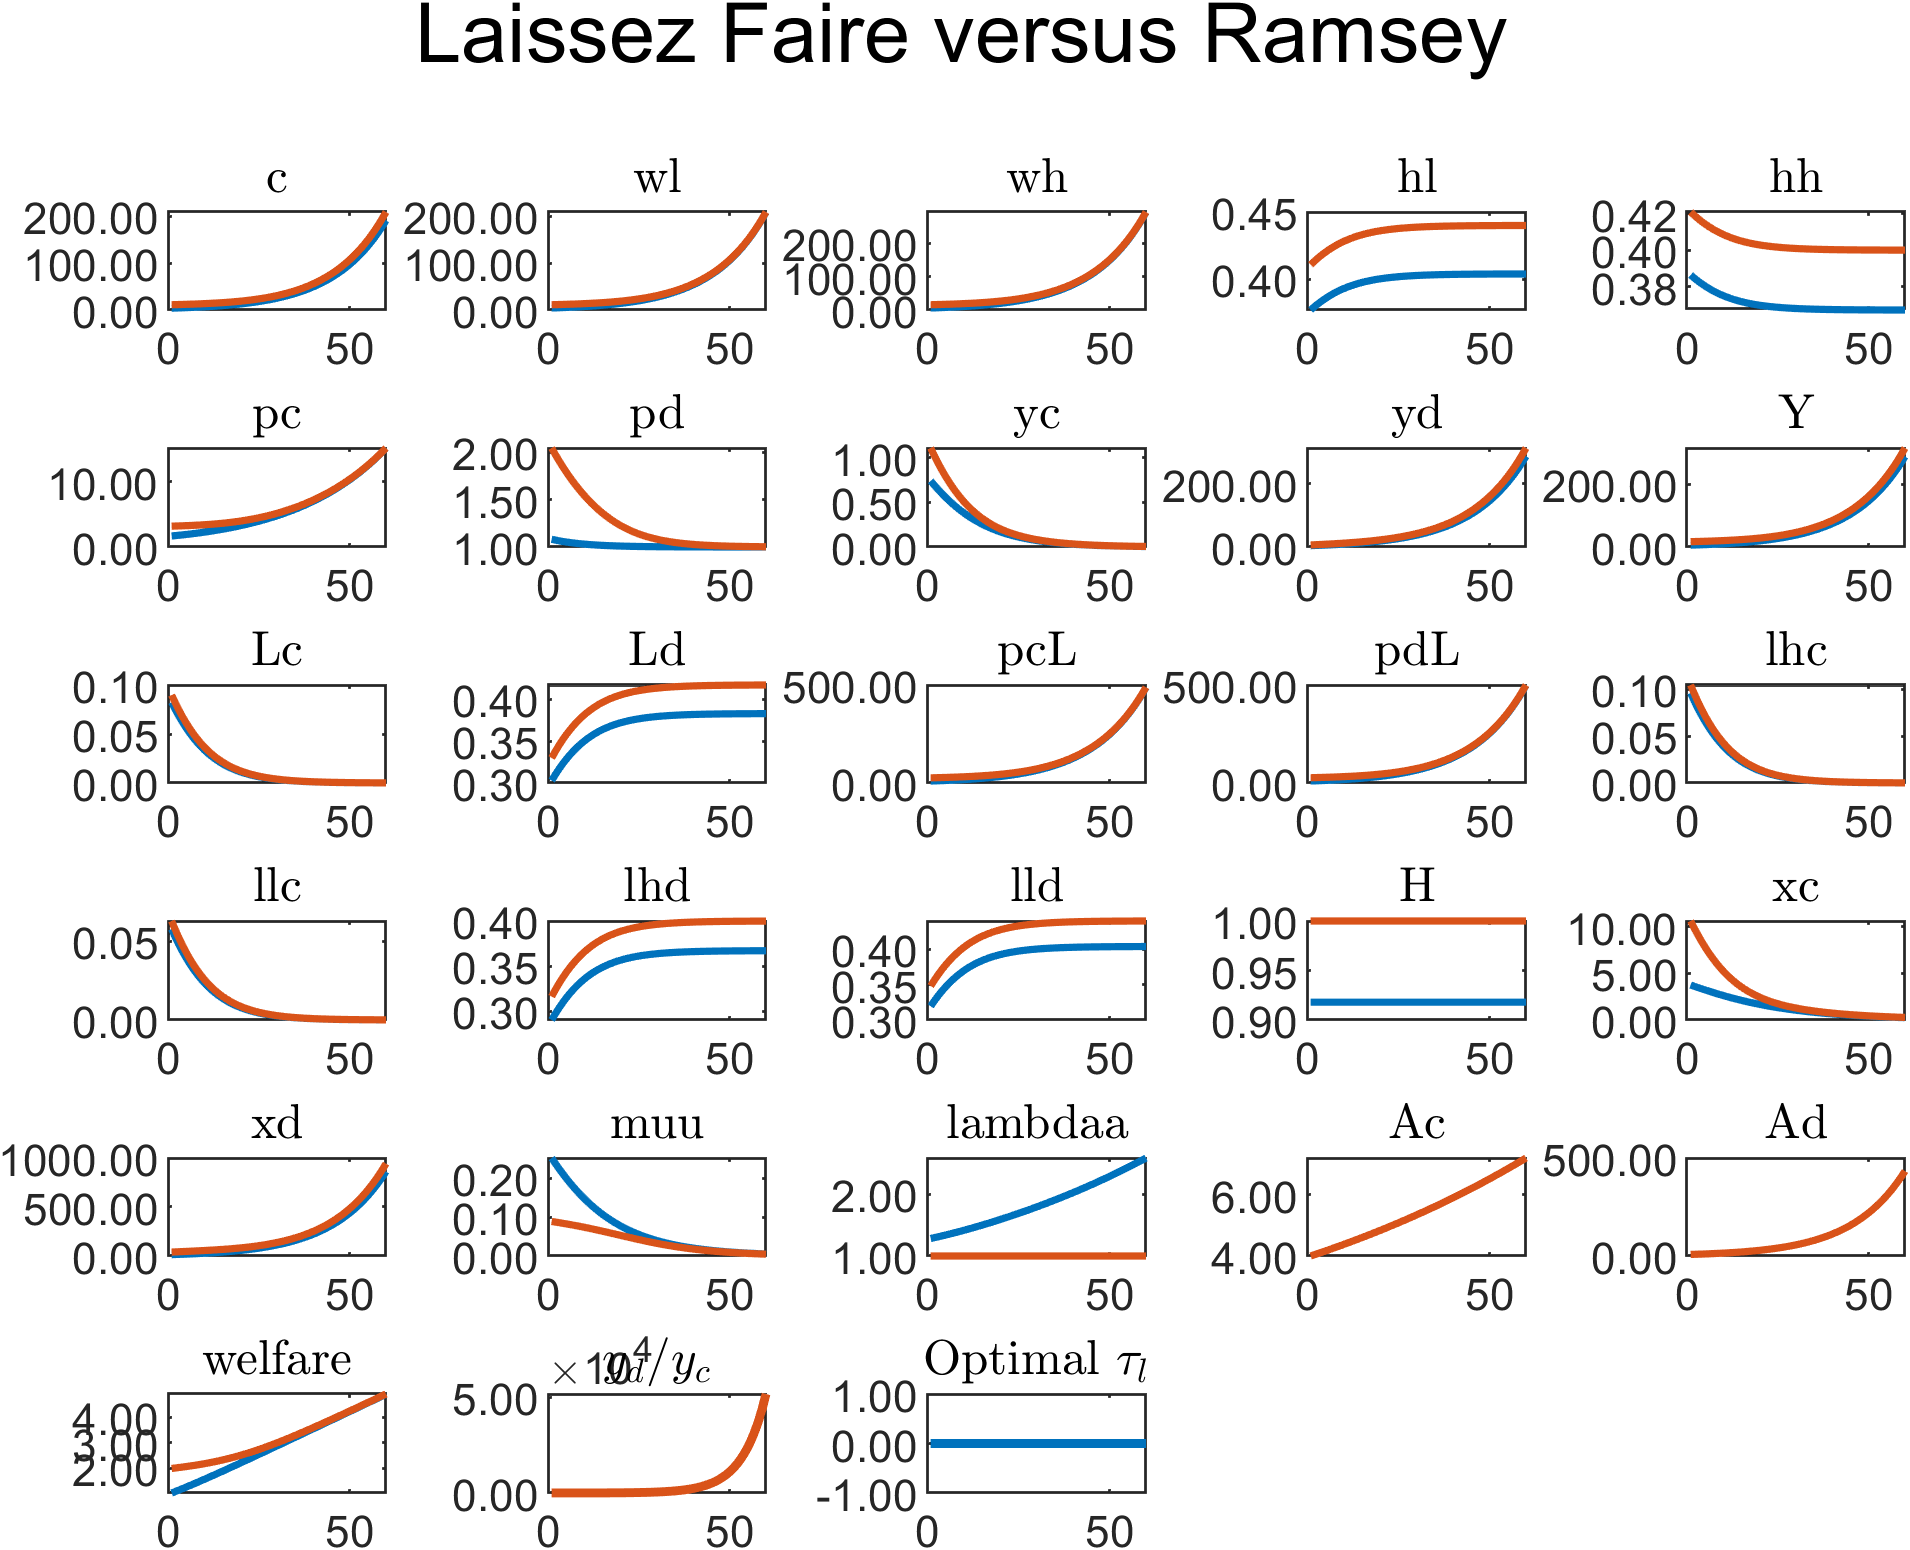 Laissez Faire versus Ramsey
c wl wh hl hh
200.00 200.00 200.00 0.45 0.42
100.00 100.00 100.00 0.40 0.40
0.00 0.00 0.00 0.38
0 50 0 50 0 50 0 50 0 50
pc pd yc yd Y
10.00 2.00 1.00 200.00 200.00
0.00 1.50 0.50 0.00 0.00
1.00 0.00
0 50 0 50 0 50 0 50 0 50
Lc Ld pcL pdL lhc
0.10 0.40 500.00 500.00 0.10
0.05 0.35 0.05
0.00 0.30 0.00 0.00 0.00
0 50 0 50 0 50 0 50 0 50
llc lhd lld H xc
0.05 0.40 0.40 1.00 10.00
0.35 0.35 0.95 5.00
0.00 0.30 0.30 0.90 0.00
0 50 0 50 0 50 0 50 0 50
xd muu lambdaa Ac Ad
1000.00 0.20 2.00 6.00 500.00
500.00 0.10
0.00 0.00 1.00 4.00 0.00
0 50 0 50 0 50 0 50 0 50
welfare ×10⁴ y_d/y_c Optimal τ_l
4.00 5.00 1.00
3.00 0.00
2.00 0.00 -1.00
0 50 0 50 0 50